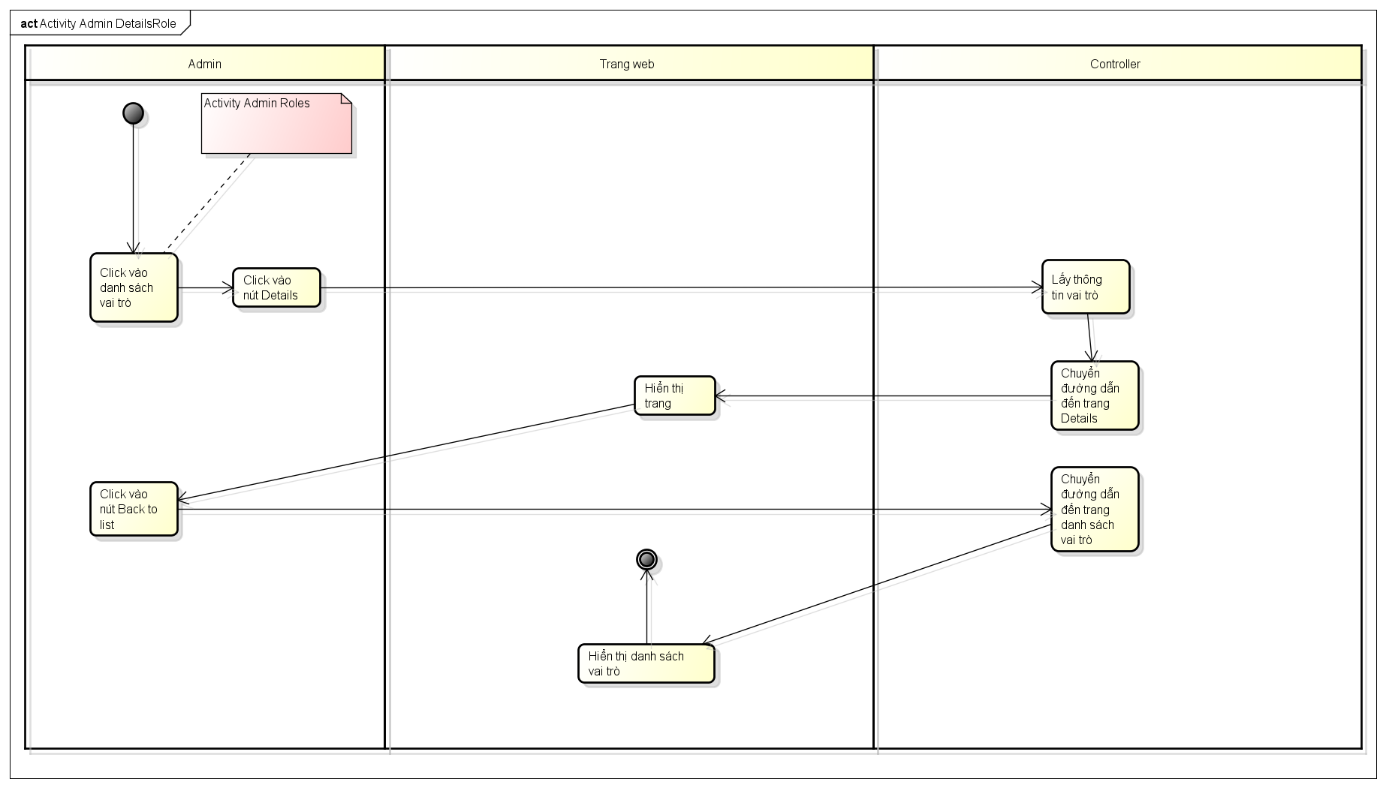 act Activity Admin DetailsRole
Admin
Trang web
Controller
Activity Admin Roles
Click vào
danh sách
vai trò
Click vào
nút Details
Lấy thông
tin vai trò
Hiển thị
trang
Chuyển
đường dẫn
đến trang
Details
Click vào
nút Back to
list
Chuyển
đường dẫn
đến trang
danh sách
vai trò
Hiển thị danh sách
vai trò